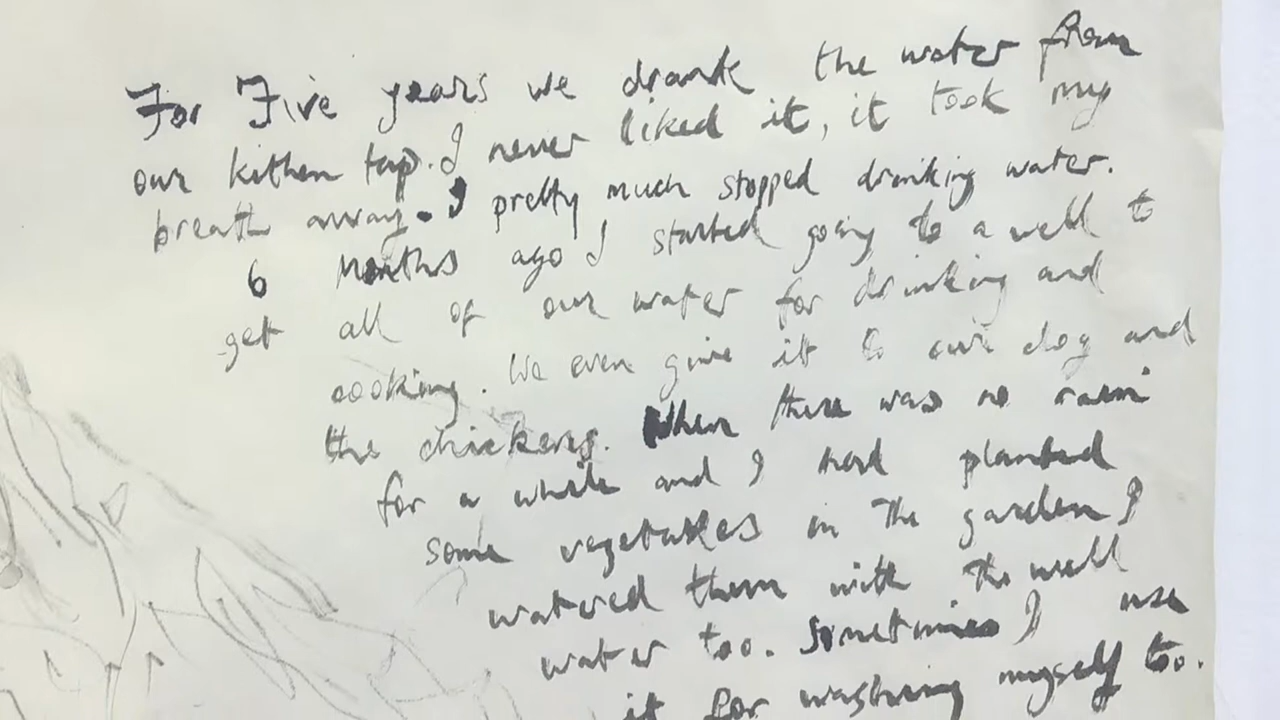 For Five years we drank the water from
our kithen tap. I never liked it, it took my
breath away. I pretty much stopped drinking water.
6 Months ago I started going to a well to
get all of our water for drinking and
cooking. We even give it to our dog and
the chickens. When there was no rain
for a while and I had planted
some vegetables in the garden I
watered them with the well
water too. Sometimes I use
it for washing myself too.